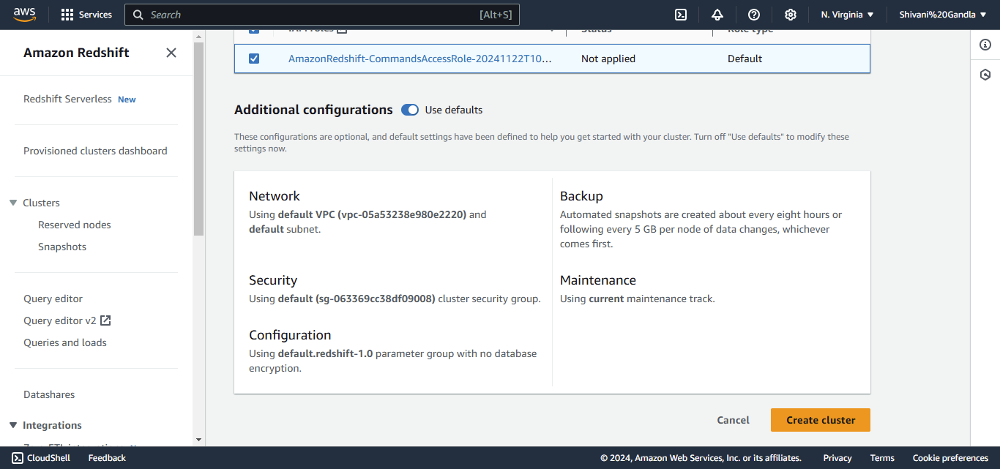 aws
Services
Search
[Alt+S]
N. Virginia
Shivani%20Gandla
Amazon Redshift
Redshift Serverless New
Provisioned clusters dashboard
Clusters
Reserved nodes
Snapshots
Query editor
Query editor v2
Queries and loads
Datashares
Integrations
IAM roles
Status
Role type
AmazonRedshift-CommandsAccessRole-20241122T10...
Not applied
Default
Additional configurations
Use defaults
These configurations are optional, and default settings have been defined to help you get started with your cluster. Turn off "Use defaults" to modify these
settings now.
Network
Using default VPC (vpc-05a53238e980e2220) and
default subnet.
Security
Using default (sg-063369cc38df09008) cluster security group.
Configuration
Using default.redshift-1.0 parameter group with no database
encryption.
Backup
Automated snapshots are created about every eight hours or
following every 5 GB per node of data changes, whichever
comes first.
Maintenance
Using current maintenance track.
Cancel
Create cluster
CloudShell
Feedback
© 2024, Amazon Web Services, Inc. or its affiliates.
Privacy
Terms
Cookie preferences